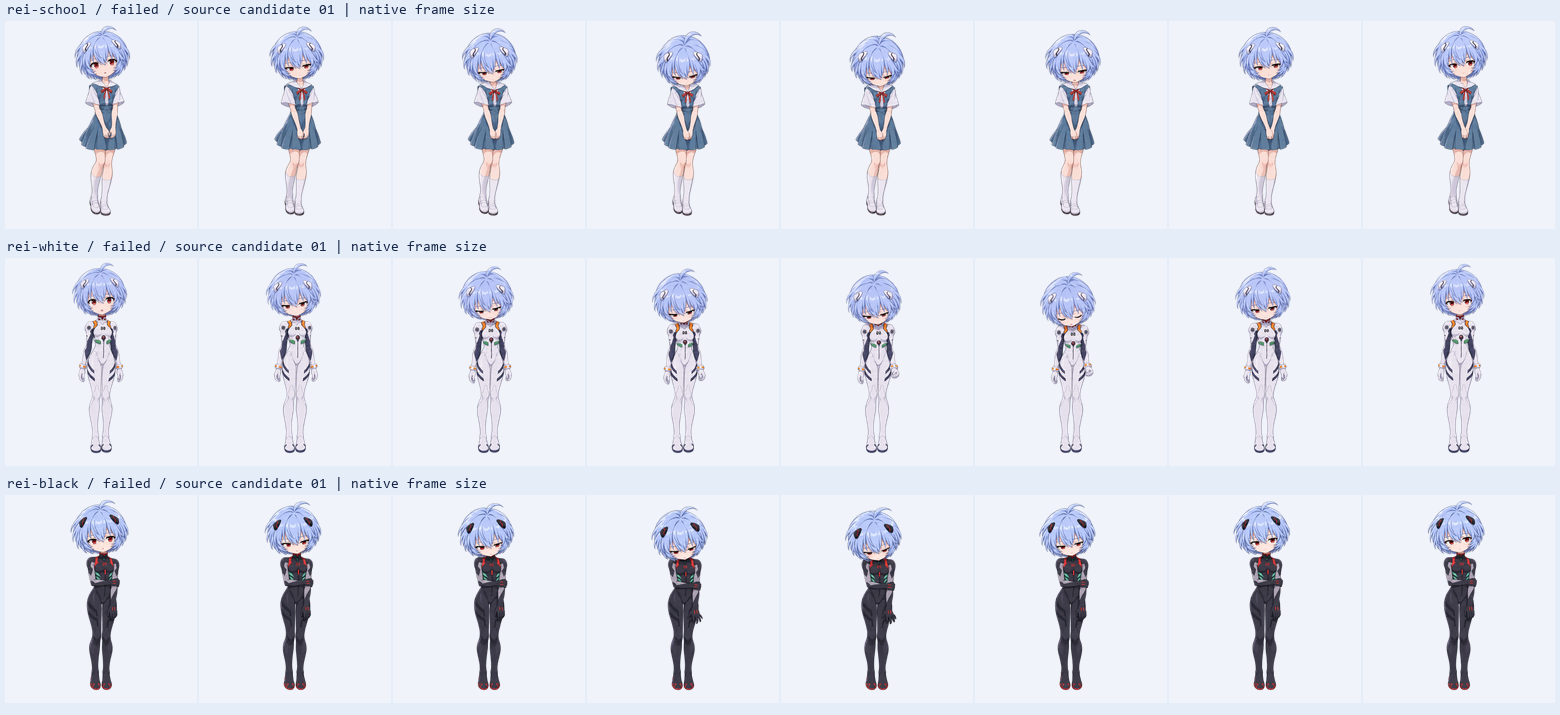 rei-school / failed / source candidate 01 | native frame size
rei-white / failed / source candidate 01 | native frame size
rei-black / failed / source candidate 01 | native frame size